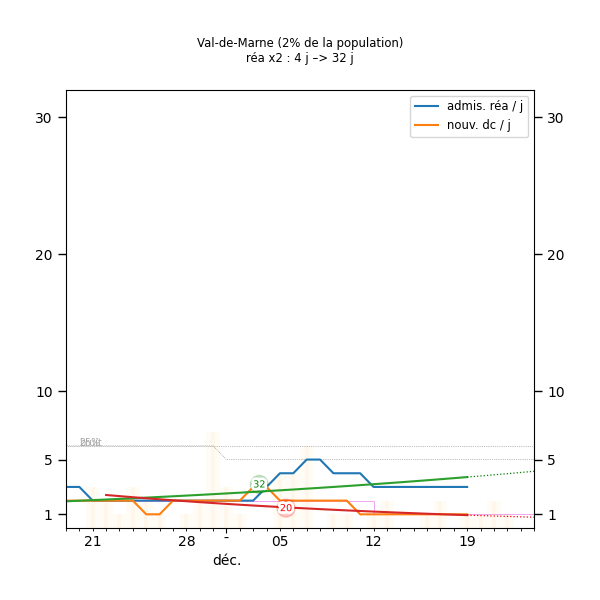 Val-de-Marne (2% de la population)
réa x2 : 4 j –> 32 j
admis. réa / j
nouv. dc / j
30 30
20 20
10 10
5 5
1 1
32
20
21 28 - 05 12 19
déc.